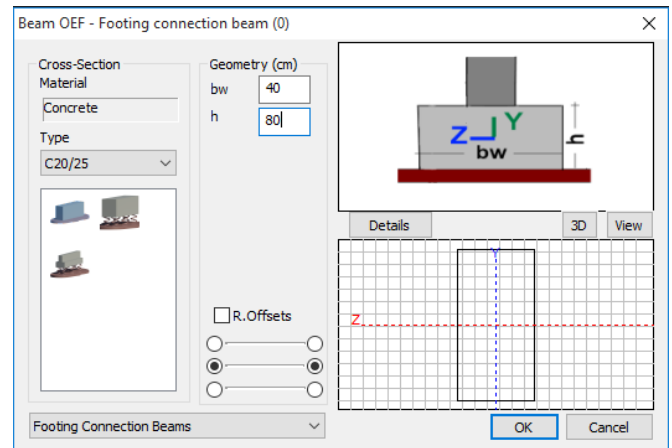 Beam OEF - Footing connection beam (0)
Cross-Section
Material
Concrete
Type
C20/25
Geometry (cm)
bw 40
h 80
R.Offsets
Footing Connection Beams
Z Y
bw
h
Details 3D View
Y
Z
OK Cancel